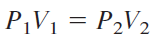 P₁V₁ = P₂V₂